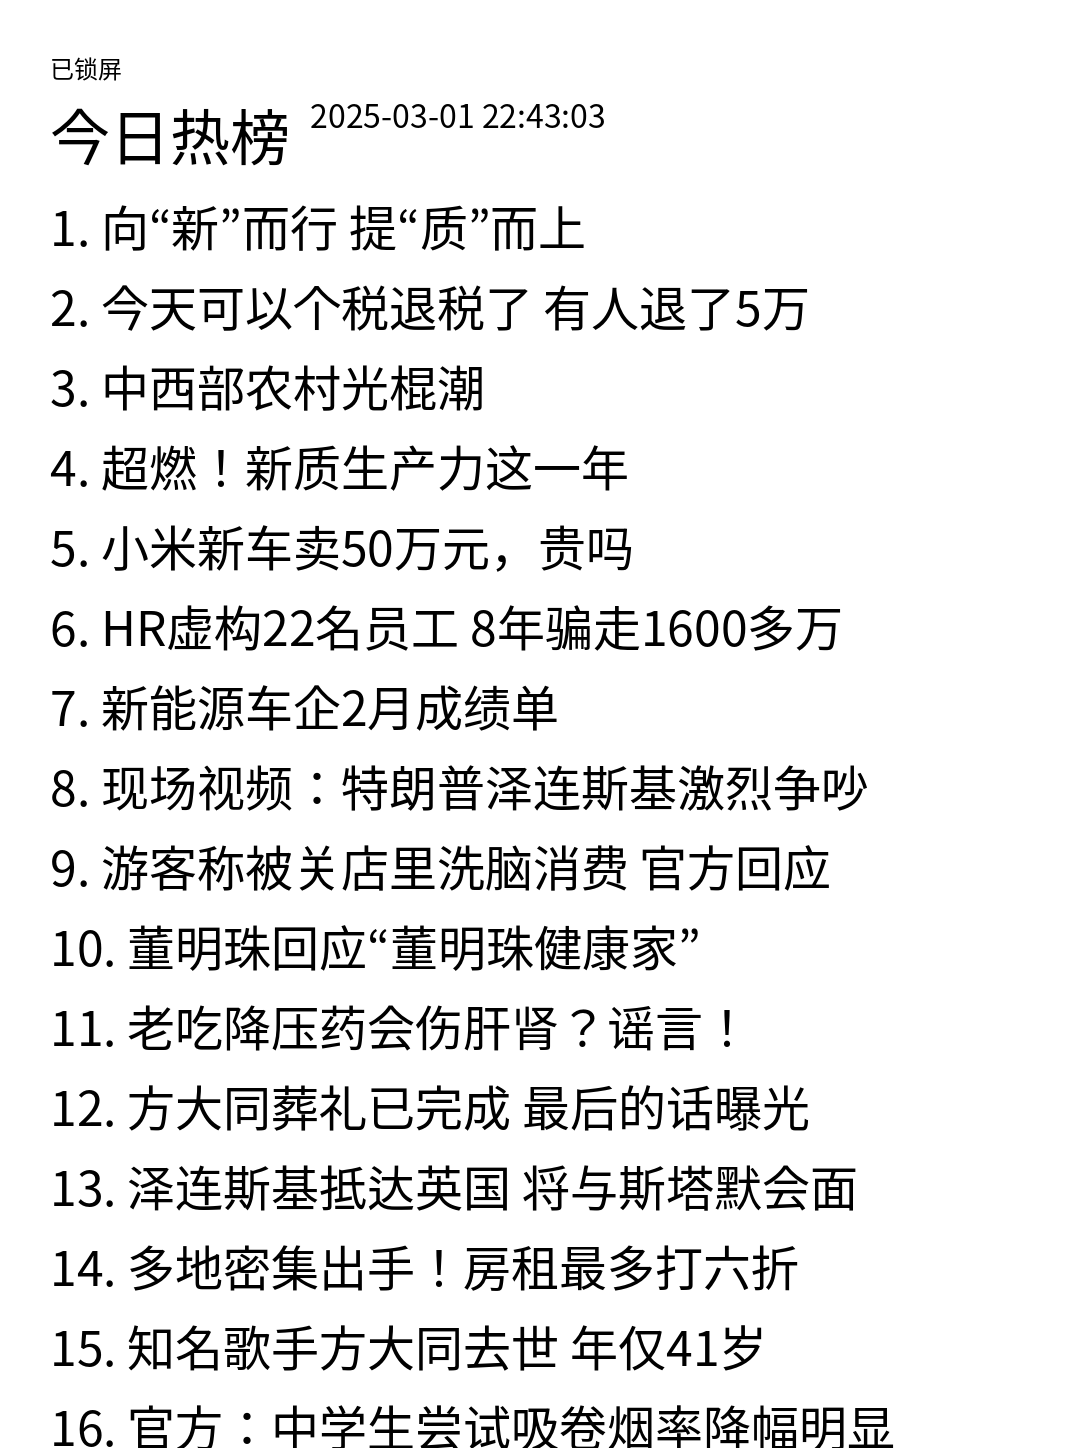 已锁屏
今日热榜 2025-03-01 22:43:03
1. 向“新”而行 提“质”而上
2. 今天可以个税退税了 有人退了5万
3. 中西部农村光棍潮
4. 超燃！新质生产力这一年
5. 小米新车卖50万元，贵吗
6. HR虚构22名员工 8年骗走1600多万
7. 新能源车企2月成绩单
8. 现场视频：特朗普泽连斯基激烈争吵
9. 游客称被关店里洗脑消费 官方回应
10. 董明珠回应“董明珠健康家”
11. 老吃降压药会伤肝肾？谣言！
12. 方大同葬礼已完成 最后的话曝光
13. 泽连斯基抵达英国 将与斯塔默会面
14. 多地密集出手！房租最多打六折
15. 知名歌手方大同去世 年仅41岁
16. 官方：中学生尝试吸卷烟率降幅明显